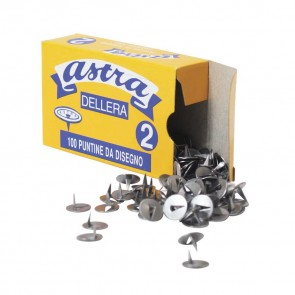 astra
DELLERA
2
100 PUNTINE DA DISEGNO